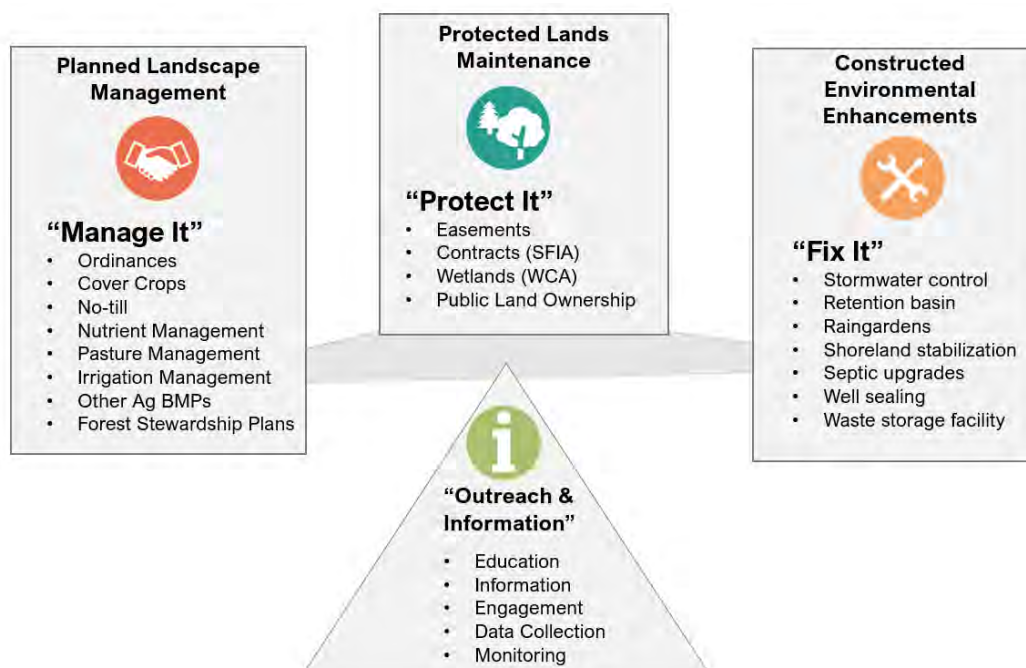 Planned Landscape
Management
“Manage It”
• Ordinances
• Cover Crops
• No-till
• Nutrient Management
• Pasture Management
• Irrigation Management
• Other Ag BMPs
• Forest Stewardship Plans
Protected Lands
Maintenance
“Protect It”
• Easements
• Contracts (SFIA)
• Wetlands (WCA)
• Public Land Ownership
Constructed
Environmental
Enhancements
“Fix It”
• Stormwater control
• Retention basin
• Raingardens
• Shoreland stabilization
• Septic upgrades
• Well sealing
• Waste storage facility
i
“Outreach &
Information”
• Education
• Information
• Engagement
• Data Collection
• Monitoring